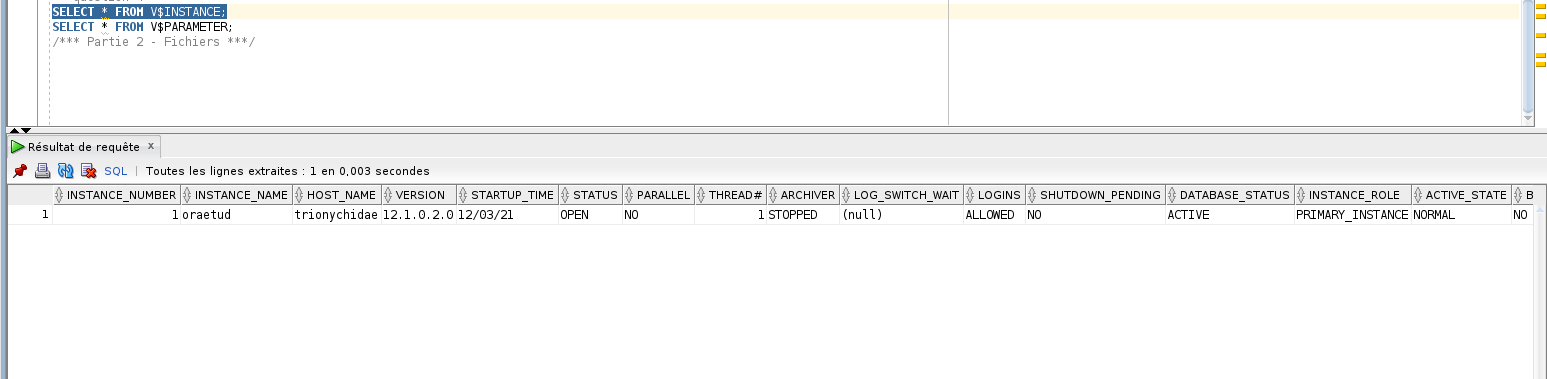 SELECT * FROM V$INSTANCE;
SELECT * FROM V$PARAMETER;
/*** Partie 2 - Fichiers ***/
Résultat de requête x
SQL | Toutes les lignes extraites : 1 en 0,003 secondes
INSTANCE_NUMBER INSTANCE_NAME HOST_NAME VERSION STARTUP_TIME STATUS PARALLEL THREAD# ARCHIVER LOG_SWITCH_WAIT LOGINS SHUTDOWN_PENDING DATABASE_STATUS INSTANCE_ROLE ACTIVE_STATE B
1 1 oraetud trionychidae 12.1.0.2.0 12/03/21 OPEN NO 1 STOPPED (null) ALLOWED NO ACTIVE PRIMARY_INSTANCE NORMAL NO